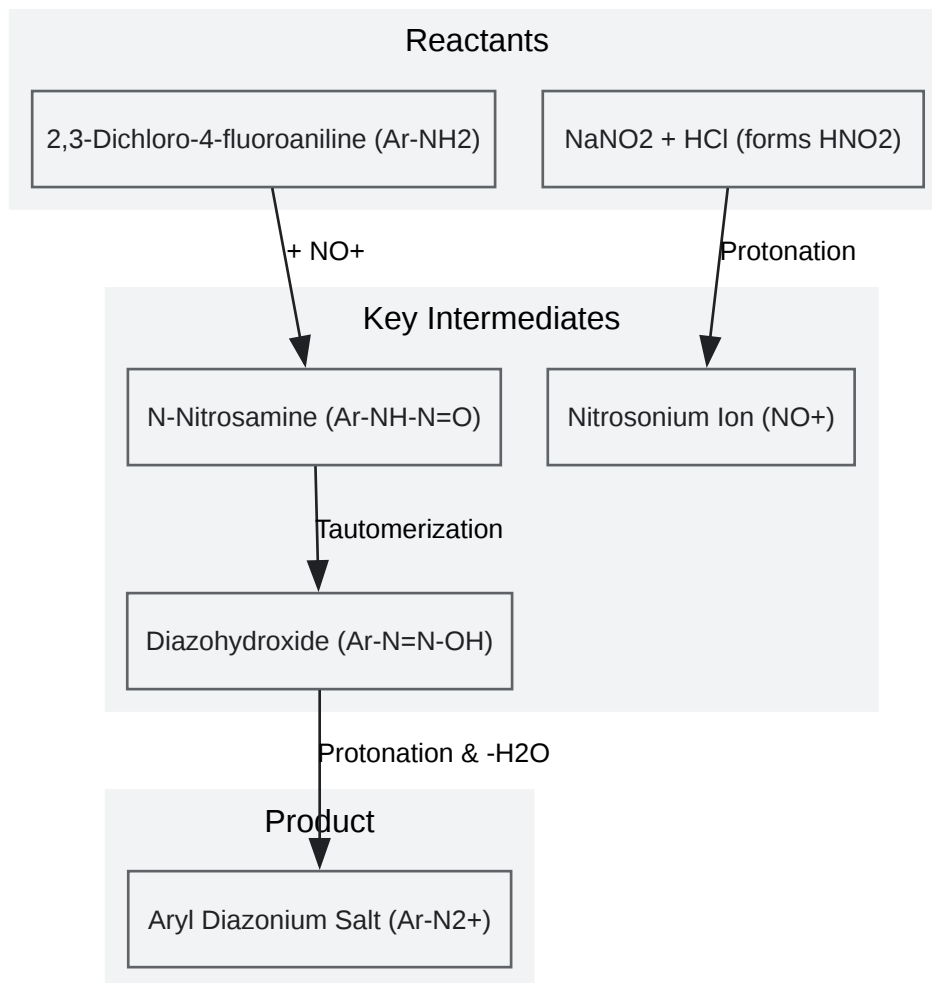 Reactants
2,3-Dichloro-4-fluoroaniline (Ar-NH2)
NaNO2 + HCl (forms HNO2)
+ NO+
Protonation
Key Intermediates
N-Nitrosamine (Ar-NH-N=O)
Nitrosonium Ion (NO+)
Tautomerization
Diazohydroxide (Ar-N=N-OH)
Protonation & -H2O
Product
Aryl Diazonium Salt (Ar-N2+)